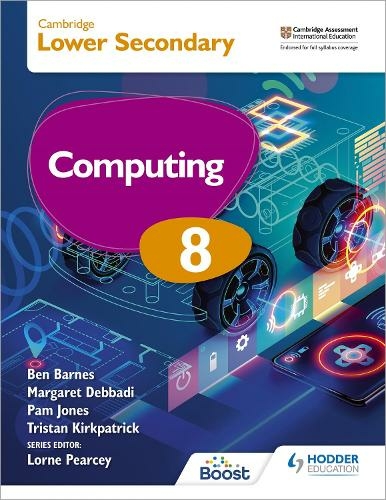 Cambridge
Lower Secondary
Cambridge Assessment
International Education
Endorsed for full syllabus coverage
Computing
8
Ben Barnes
Margaret Debbadi
Pam Jones
Tristan Kirkpatrick
SERIES EDITOR:
Lorne Pearcey
Boost
HODDER
EDUCATION